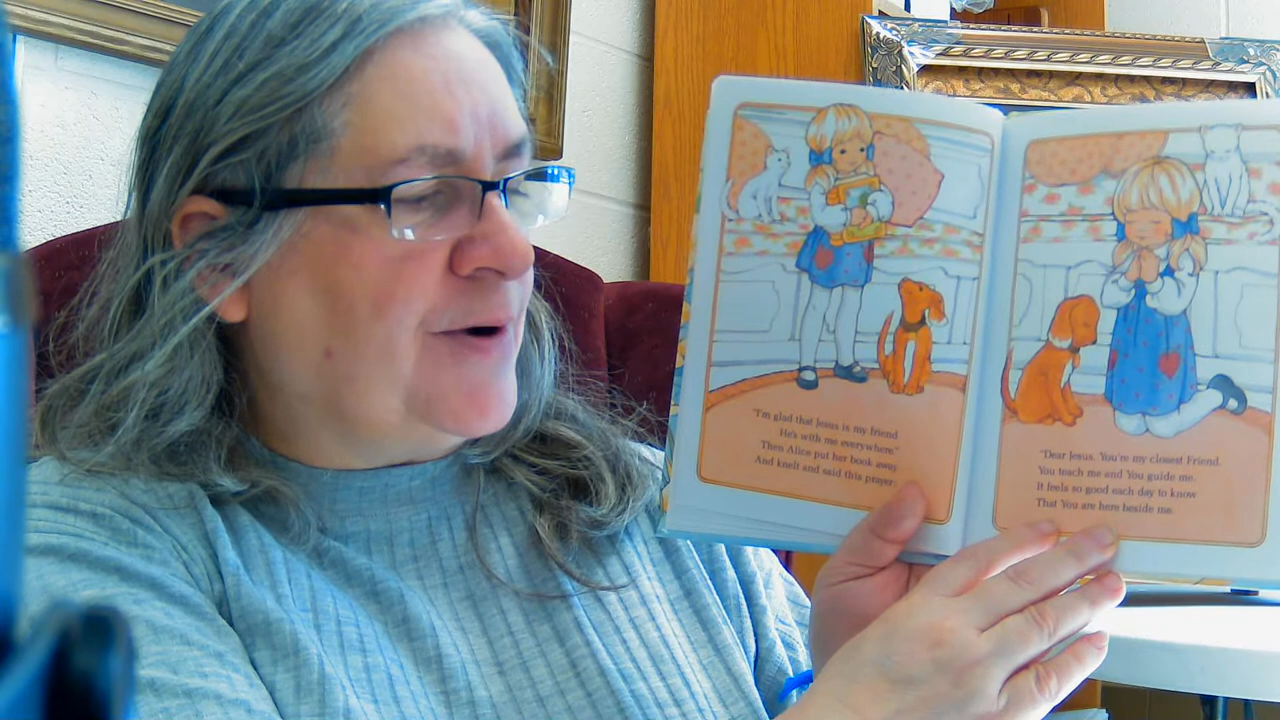 "I'm glad that Jesus is my friend
He's with me everywhere."
Then Alice put her book away
And knelt and said this prayer:
"Dear Jesus, You're my closest Friend.
You teach me and You guide me.
It feels so good each day to know
That You are here beside me.